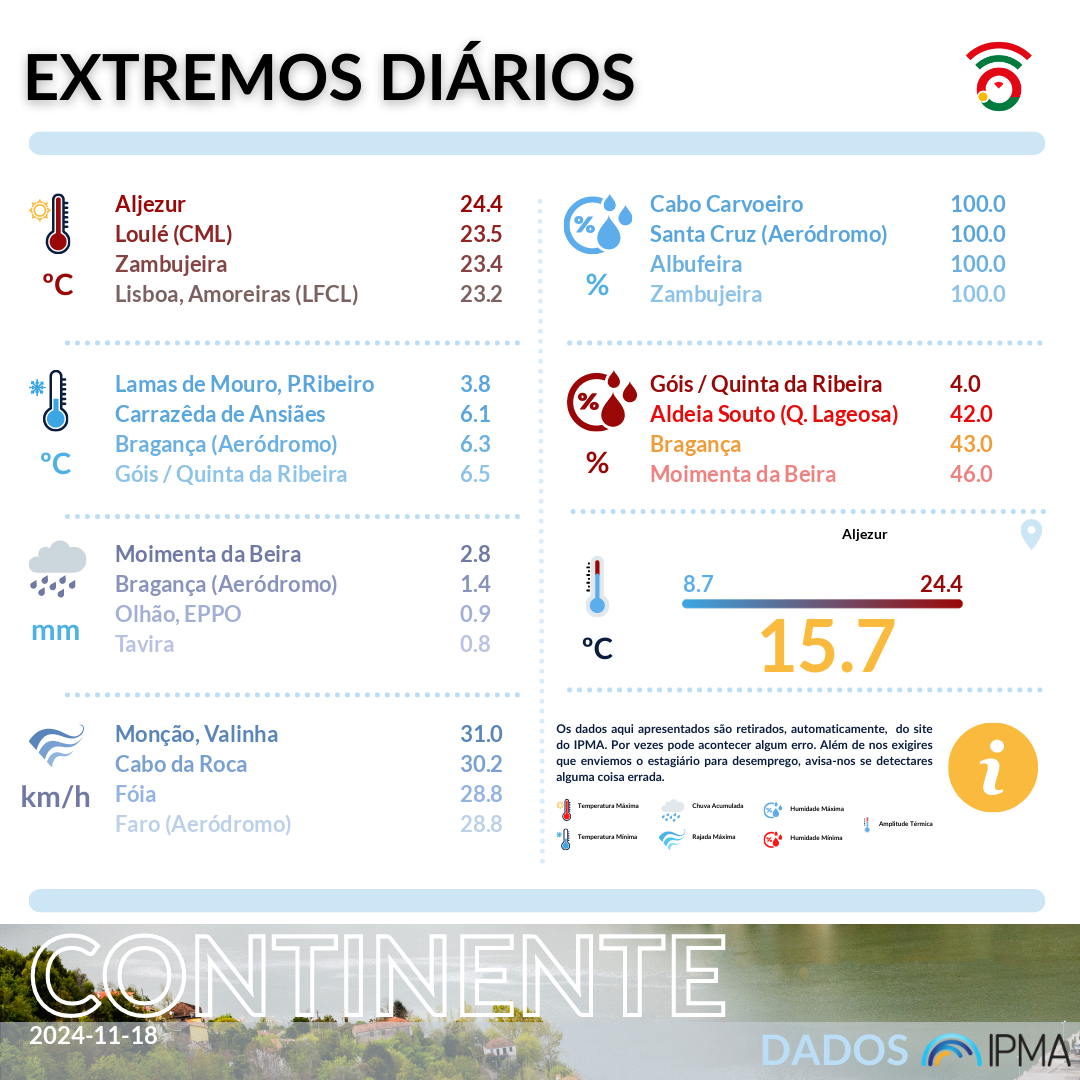 EXTREMOS DIÁRIOS
Aljezur 24.4
Loulé (CML) 23.5
Zambujeira 23.4
Lisboa, Amoreiras (LFCL) 23.2
ºC
Lamas de Mouro, P.Ribeiro 3.8
Carrazêda de Ansiães 6.1
Bragança (Aeródromo) 6.3
Góis / Quinta da Ribeira 6.5
ºC
Moimenta da Beira 2.8
Bragança (Aeródromo) 1.4
Olhão, EPPO 0.9
Tavira 0.8
mm
Monção, Valinha 31.0
Cabo da Roca 30.2
Fóia 28.8
Faro (Aeródromo) 28.8
km/h
%
Cabo Carvoeiro 100.0
Santa Cruz (Aeródromo) 100.0
Albufeira 100.0
Zambujeira 100.0
%
%
Góis / Quinta da Ribeira 4.0
Aldeia Souto (Q. Lageosa) 42.0
Bragança 43.0
Moimenta da Beira 46.0
%
Aljezur
8.7 24.4
15.7
ºC
Os dados aqui apresentados são retirados, automaticamente, do site
do IPMA. Por vezes pode acontecer algum erro. Além de nos exigires
que enviemos o estagiário para desemprego, avisa-nos se detectares
alguma coisa errada.
i
Temperatura Máxima
Chuva Acumulada
Humidade Máxima
Amplitude Térmica
Temperatura Mínima
Rajada Máxima
Humidade Mínima
CONTINENTE
2024-11-18
DADOS IPMA